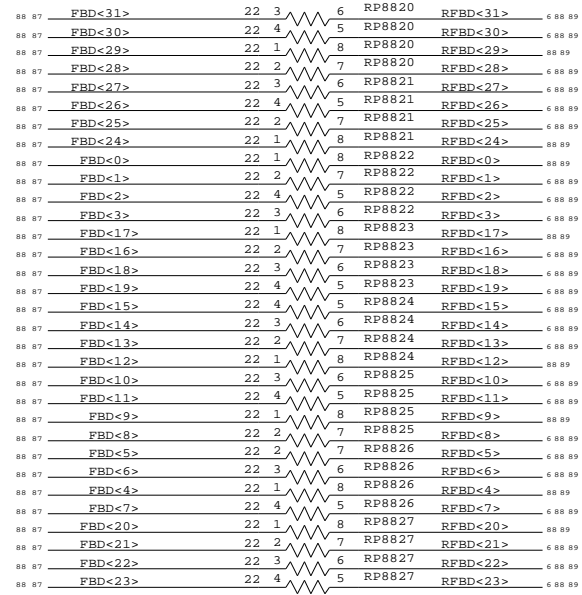 88 87 FBD<31> 22 3 6 RP8820 RFBD<31> 6 88 89
88 87 FBD<30> 22 4 5 RP8820 RFBD<30> 6 88 89
88 87 FBD<29> 22 1 8 RP8820 RFBD<29> 88 89
88 87 FBD<28> 22 2 7 RP8820 RFBD<28> 6 88 89
88 87 FBD<27> 22 3 6 RP8821 RFBD<27> 6 88 89
88 87 FBD<26> 22 4 5 RP8821 RFBD<26> 6 88 89
88 87 FBD<25> 22 2 7 RP8821 RFBD<25> 6 88 89
88 87 FBD<24> 22 1 8 RP8821 RFBD<24> 88 89
88 87 FBD<0> 22 1 8 RP8822 RFBD<0> 88 89
88 87 FBD<1> 22 2 7 RP8822 RFBD<1> 6 88 89
88 87 FBD<2> 22 4 5 RP8822 RFBD<2> 6 88 89
88 87 FBD<3> 22 3 6 RP8822 RFBD<3> 6 88 89
88 87 FBD<17> 22 1 8 RP8823 RFBD<17> 88 89
88 87 FBD<16> 22 2 7 RP8823 RFBD<16> 6 88 89
88 87 FBD<18> 22 3 6 RP8823 RFBD<18> 6 88 89
88 87 FBD<19> 22 4 5 RP8823 RFBD<19> 6 88 89
88 87 FBD<15> 22 4 5 RP8824 RFBD<15> 6 88 89
88 87 FBD<14> 22 3 6 RP8824 RFBD<14> 6 88 89
88 87 FBD<13> 22 2 7 RP8824 RFBD<13> 6 88 89
88 87 FBD<12> 22 1 8 RP8824 RFBD<12> 88 89
88 87 FBD<10> 22 3 6 RP8825 RFBD<10> 6 88 89
88 87 FBD<11> 22 4 5 RP8825 RFBD<11> 6 88 89
88 87 FBD<9> 22 1 8 RP8825 RFBD<9> 88 89
88 87 FBD<8> 22 2 7 RP8825 RFBD<8> 6 88 89
88 87 FBD<5> 22 2 7 RP8826 RFBD<5> 6 88 89
88 87 FBD<6> 22 3 6 RP8826 RFBD<6> 6 88 89
88 87 FBD<4> 22 1 8 RP8826 RFBD<4> 88 89
88 87 FBD<7> 22 4 5 RP8826 RFBD<7> 6 88 89
88 87 FBD<20> 22 1 8 RP8827 RFBD<20> 88 89
88 87 FBD<21> 22 2 7 RP8827 RFBD<21> 6 88 89
88 87 FBD<22> 22 3 6 RP8827 RFBD<22> 6 88 89
88 87 FBD<23> 22 4 5 RP8827 RFBD<23> 6 88 89